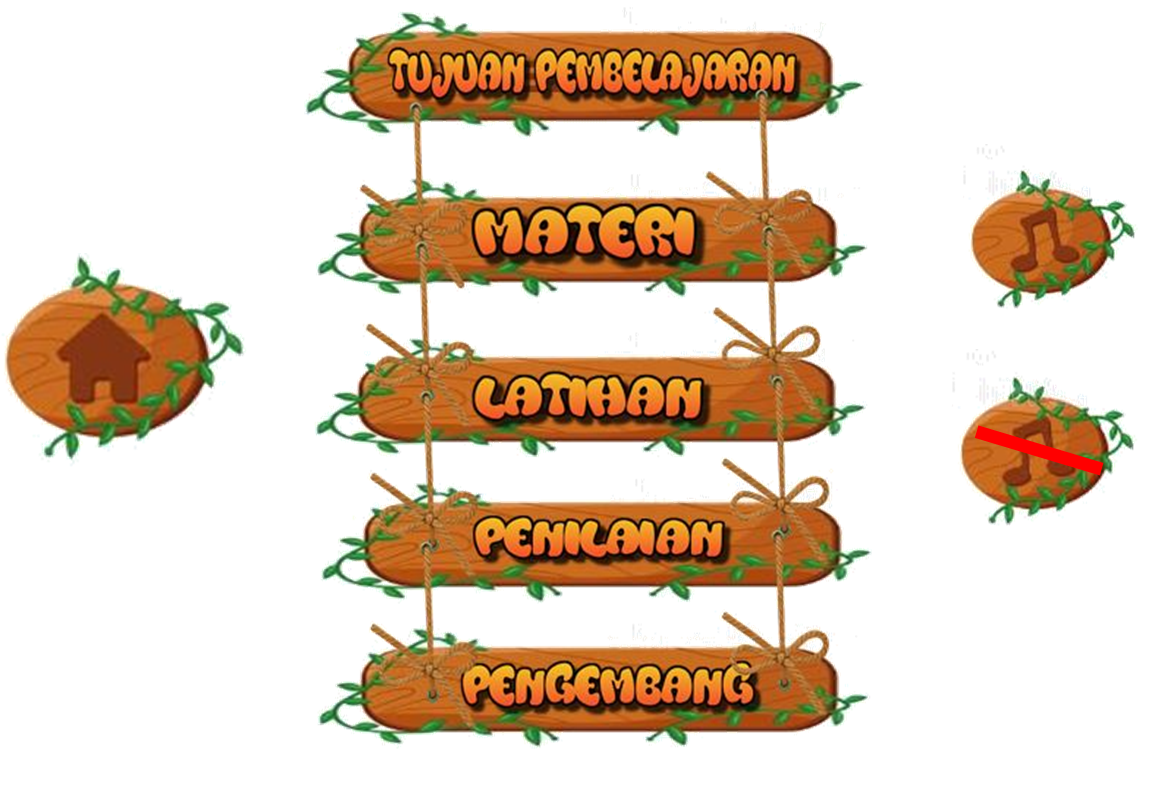 TUJUAN PEMBELAJARAN
MATERI
LATIHAN
PENILAIAN
PENGEMBANG